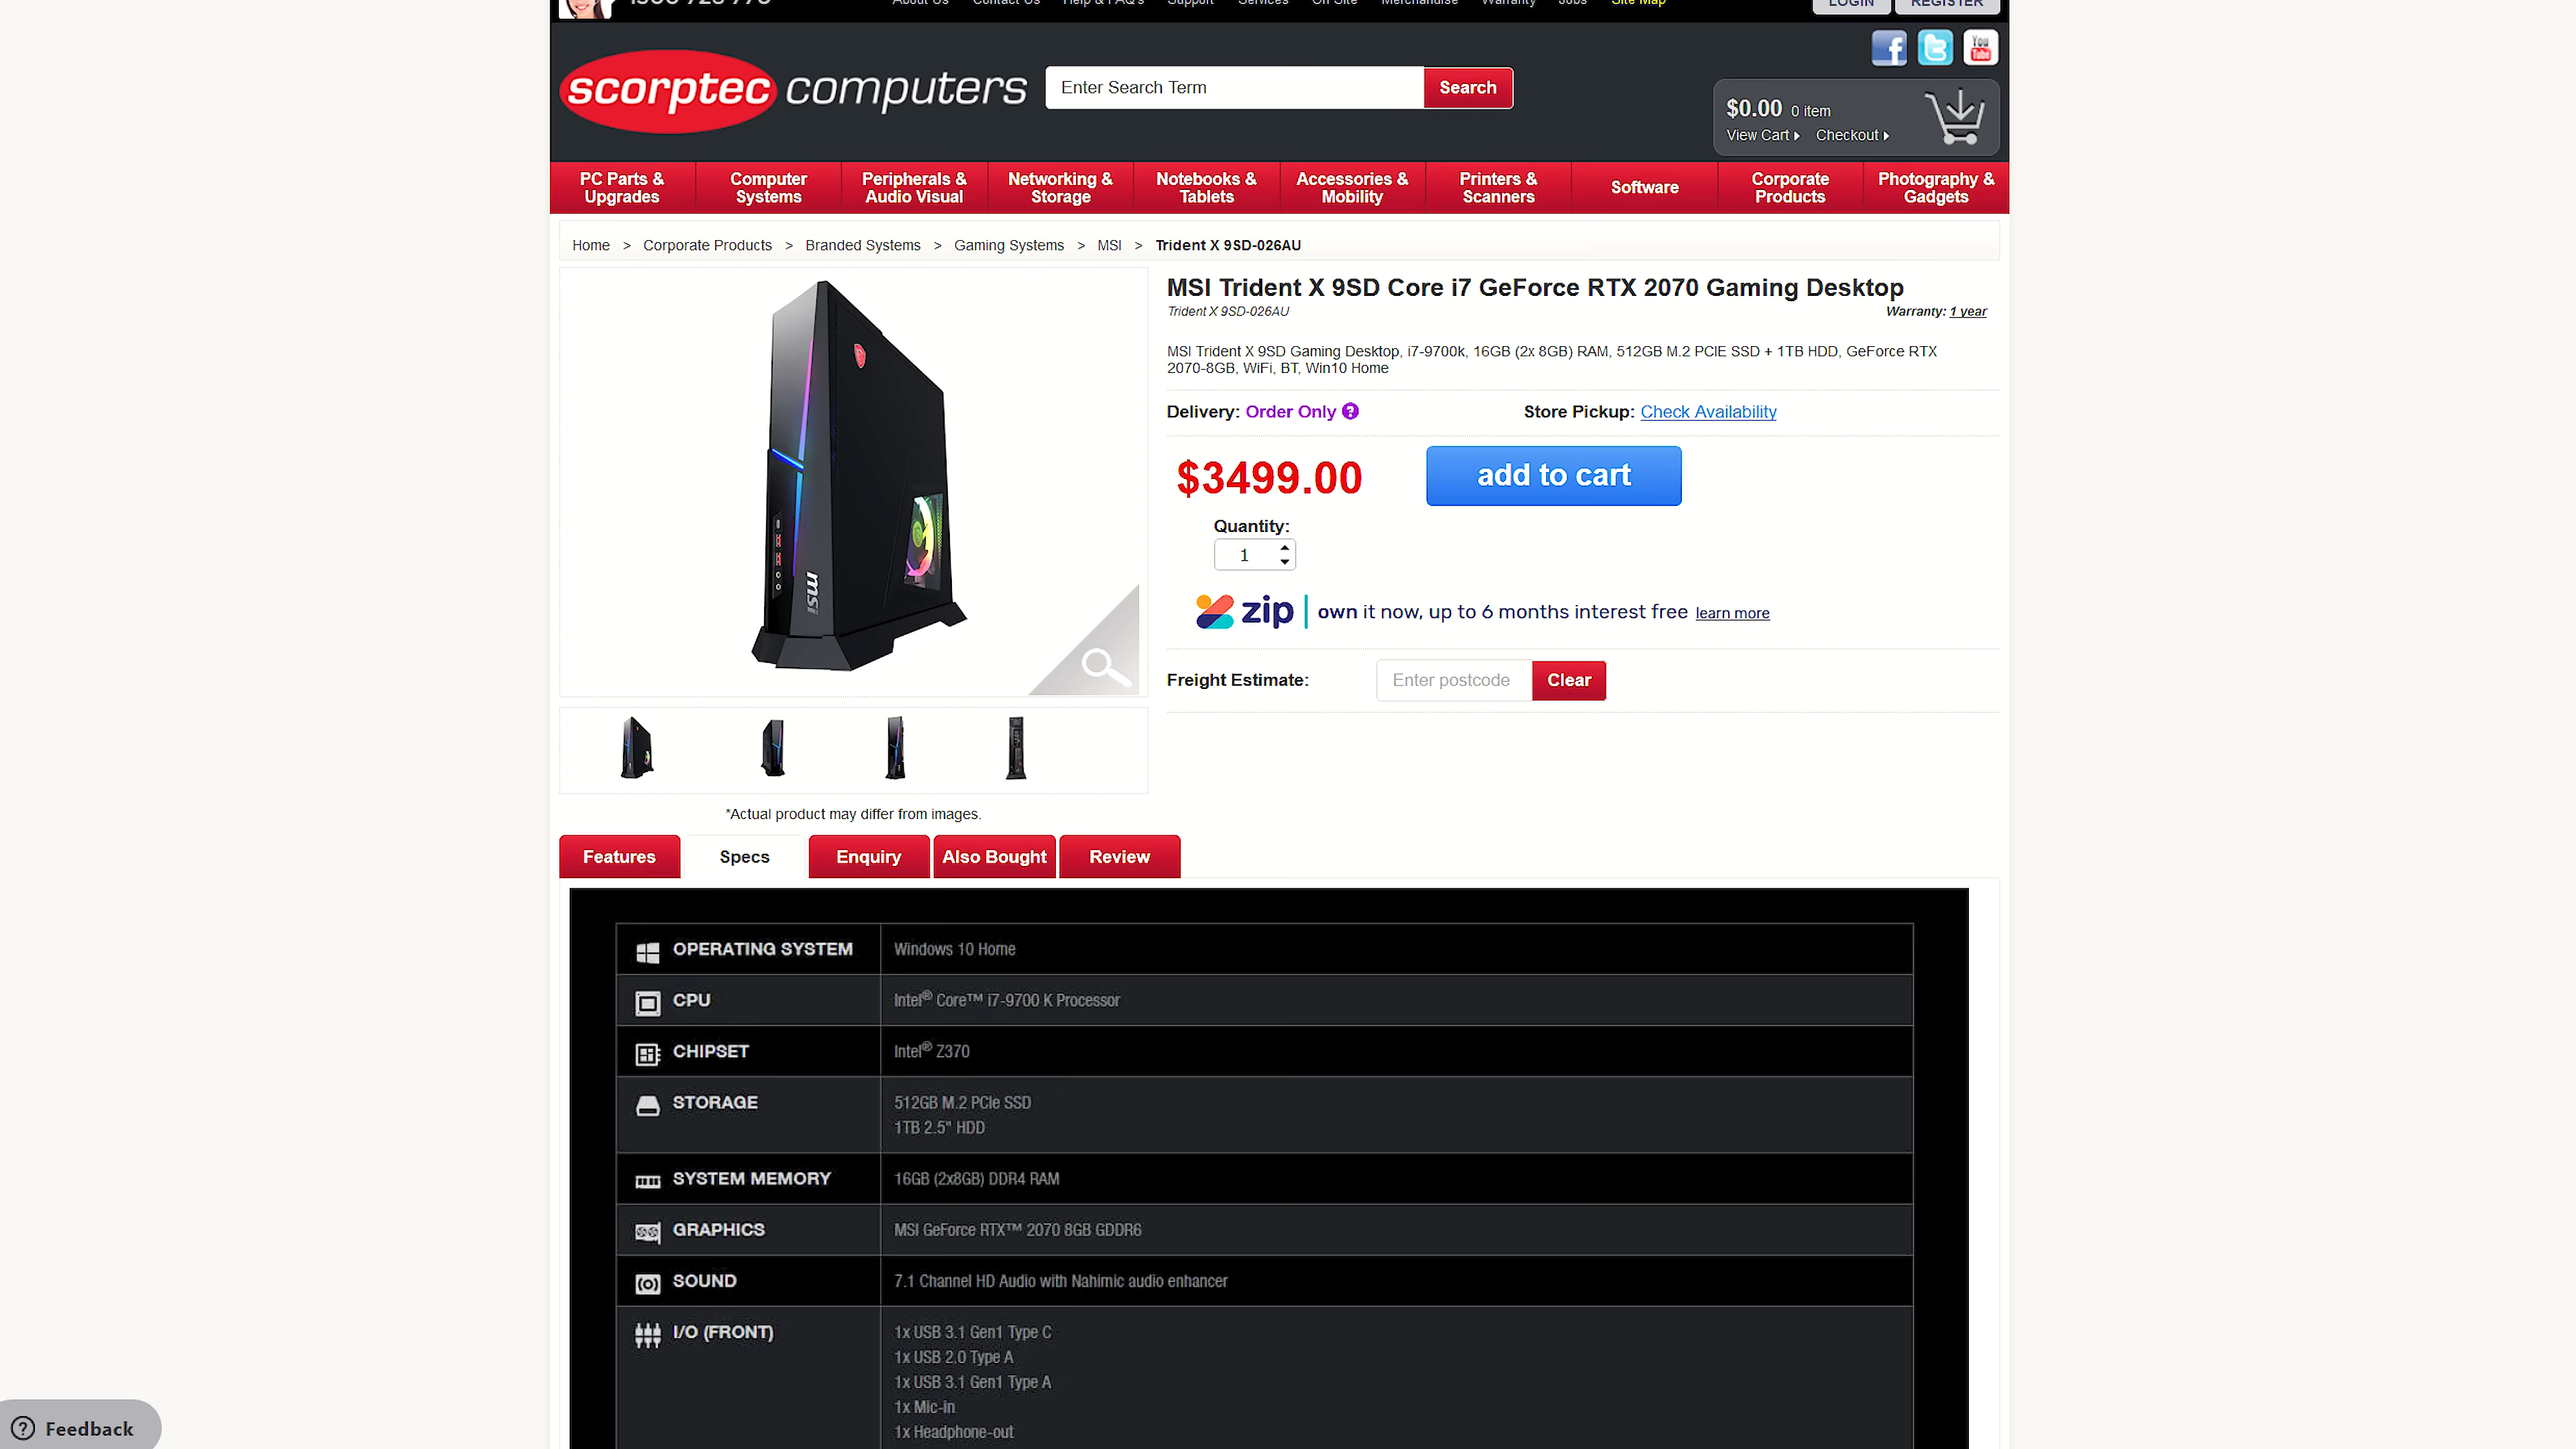 About Us Contact Us Help & FAQ's Support Services On Site Merchandise Warranty Jobs Site Map
LOGIN REGISTER
scorptec computers
Enter Search Term Search
You Tube
$0.00 0 item
View Cart Checkout
PC Parts & Upgrades
Computer Systems
Peripherals & Audio Visual
Networking & Storage
Notebooks & Tablets
Accessories & Mobility
Printers & Scanners
Software
Corporate Products
Photography & Gadgets
Home > Corporate Products > Branded Systems > Gaming Systems > MSI > Trident X 9SD-026AU
MSI Trident X 9SD Core i7 GeForce RTX 2070 Gaming Desktop
Trident X 9SD-026AU Warranty: 1 year
MSI Trident X 9SD Gaming Desktop, i7-9700k, 16GB (2x 8GB) RAM, 512GB M.2 PCIE SSD + 1TB HDD, GeForce RTX
2070-8GB, WiFi, BT, Win10 Home
Delivery: Order Only ? Store Pickup: Check Availability
$3499.00 add to cart
Quantity:
1
zip own it now, up to 6 months interest free learn more
Freight Estimate: Enter postcode Clear
msi
*Actual product may differ from images.
Features Specs Enquiry Also Bought Review
OPERATING SYSTEM Windows 10 Home
CPU Intel® Core™ i7-9700 K Processor
CHIPSET Intel® Z370
STORAGE 512GB M.2 PCIe SSD
1TB 2.5" HDD
SYSTEM MEMORY 16GB (2x8GB) DDR4 RAM
GRAPHICS MSI GeForce RTX™ 2070 8GB GDDR6
SOUND 7.1 Channel HD Audio with Nahimic audio enhancer
I/O (FRONT) 1x USB 3.1 Gen1 Type C
1x USB 2.0 Type A
1x USB 3.1 Gen1 Type A
1x Mic-in
1x Headphone-out
? Feedback